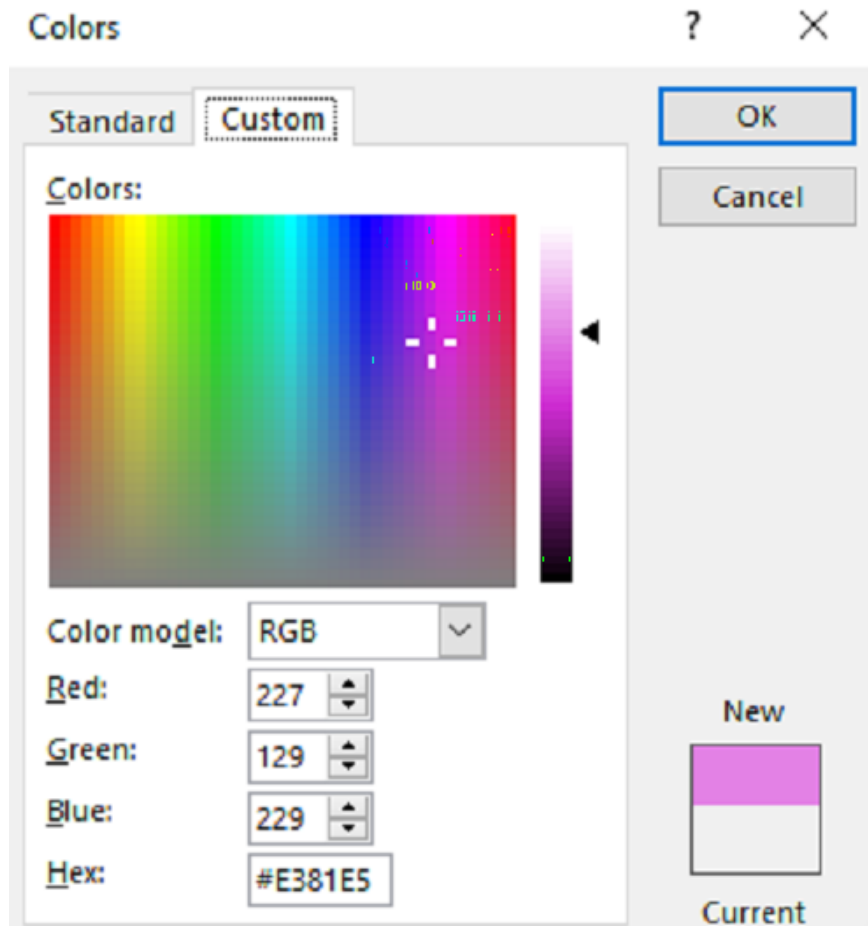 Colors ?
Standard Custom
OK
Cancel
Colors:
Color model: RGB
Red: 227
Green: 129
Blue: 229
Hex: #E381E5
New
Current